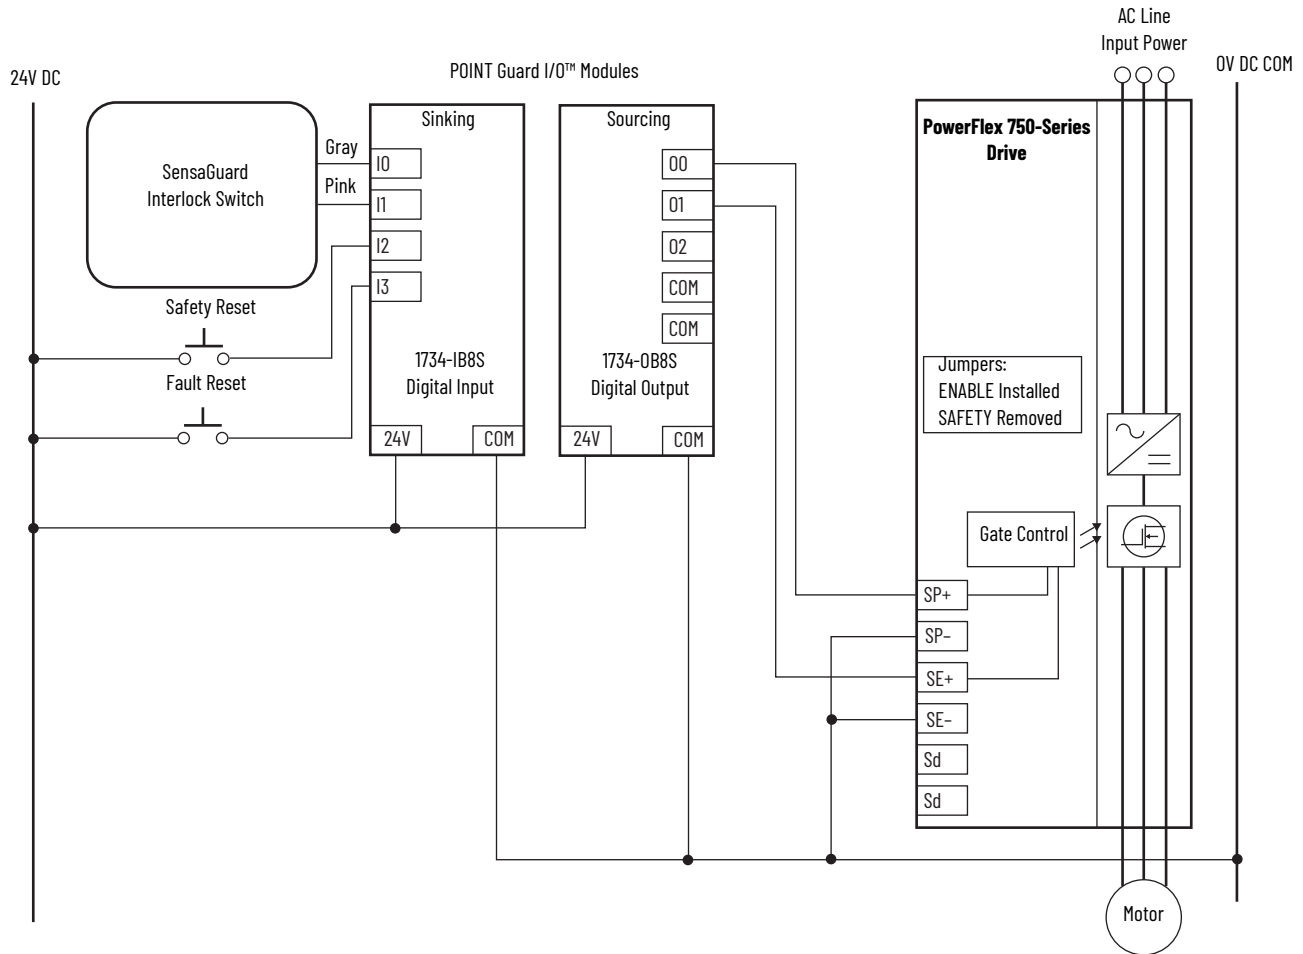 AC Line
Input Power
24V DC
POINT Guard I/O™ Modules
0V DC COM
Sinking
Sourcing
PowerFlex 750-Series
Drive
SensaGuard
Interlock Switch
Gray
Pink
I0
I1
I2
I3
O0
O1
O2
COM
COM
Safety Reset
Fault Reset
1734-IB8S
Digital Input
1734-OB8S
Digital Output
24V
COM
24V
COM
Jumpers:
ENABLE Installed
SAFETY Removed
Gate Control
SP+
SP–
SE+
SE–
Sd
Sd
Motor